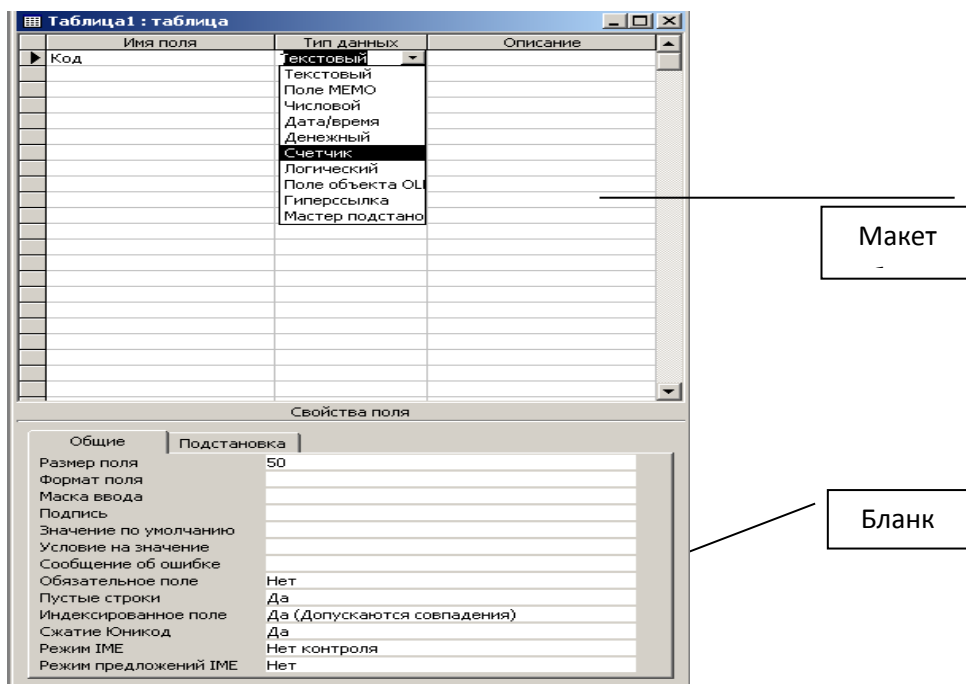 Таблица1 : таблица
Имя поля Тип данных Описание
Код Текстовый
Текстовый
Поле МЕМО
Числовой
Дата/время
Денежный
Счетчик
Логический
Поле объекта OLE
Гиперссылка
Мастер подстано
Макет
Свойства поля
Общие Подстановка
Размер поля 50
Формат поля
Маска ввода
Подпись
Значение по умолчанию
Условие на значение
Сообщение об ошибке
Обязательное поле Нет
Пустые строки Да
Индексированное поле Да (Допускаются совпадения)
Сжатие Юникод Да
Режим IME Нет контроля
Режим предложений IME Нет
Бланк